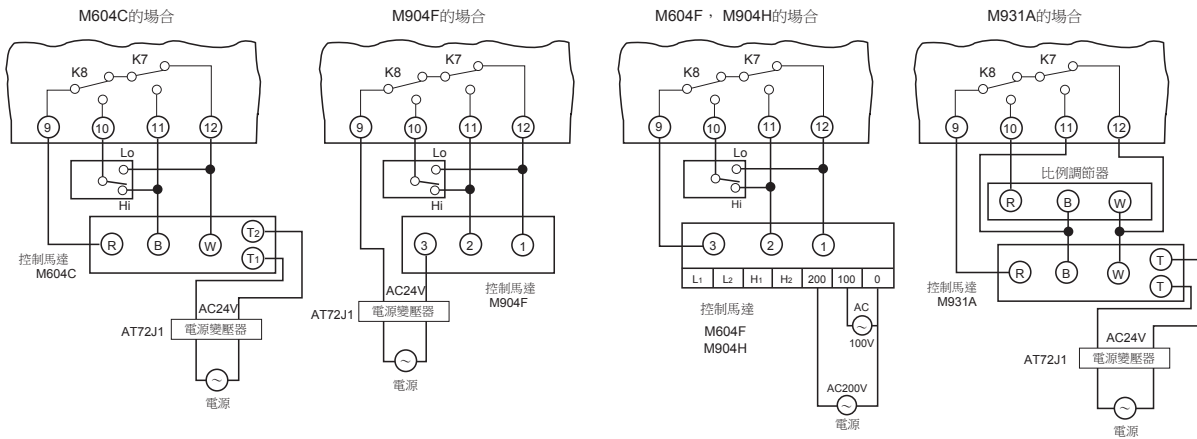 M604C的場合
K8
K7
9
10
11
12
Lo
Hi
R
B
W
T2
T1
控制馬達
M604C
AC24V
AT72J1
電源變壓器
電源
M904F的場合
K8
K7
9
10
11
12
Lo
Hi
3
2
1
控制馬達
M904F
AC24V
AT72J1
電源變壓器
電源
M604F， M904H的場合
K8
K7
9
10
11
12
Lo
Hi
3
2
1
L1 L2 H1 H2 200 100 0
控制馬達
M604F
M904H
AC
100V
AC200V
電源
M931A的場合
K8
K7
9
10
11
12
比例調節器
R
B
W
T
R
B
W
T
控制馬達
M931A
AC24V
AT72J1
電源變壓器
電源